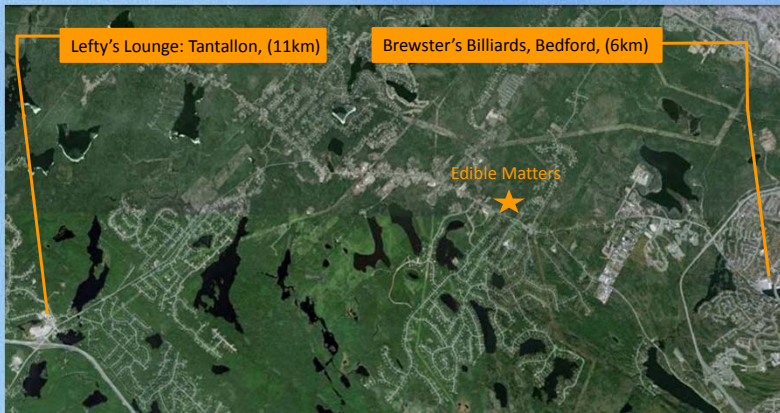 Lefty's Lounge: Tantallon, (11km)
Brewster's Billiards, Bedford, (6km)
Edible Matters